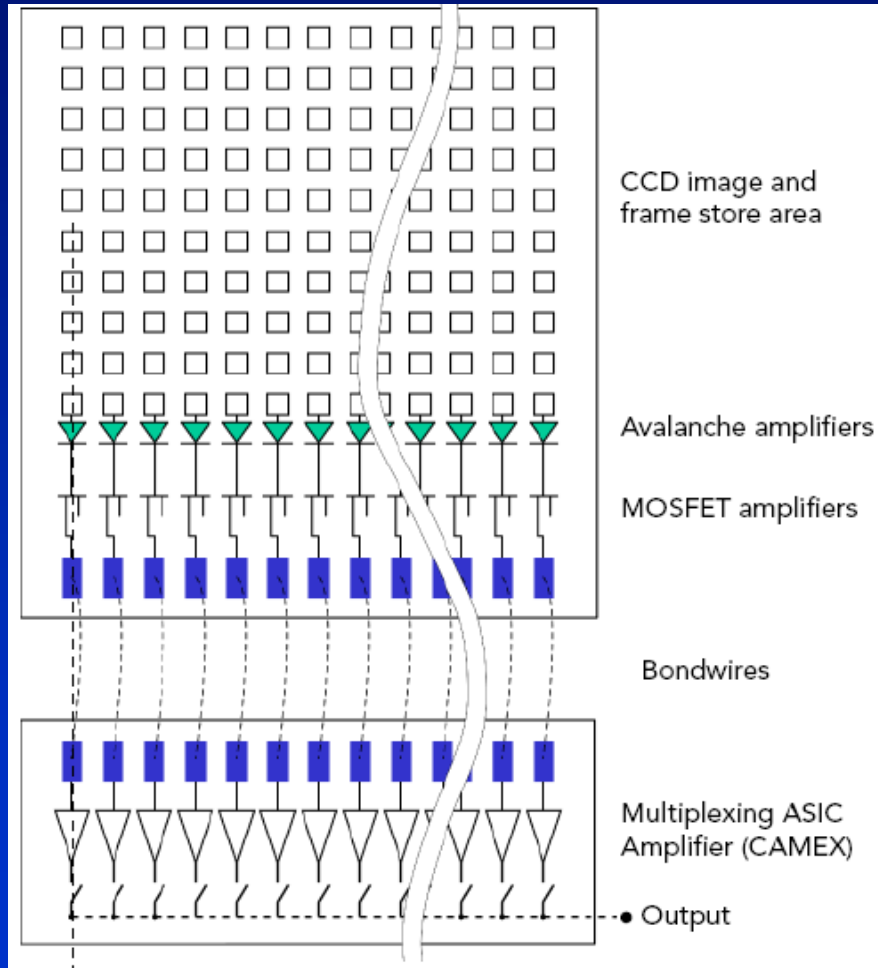 CCD image and
frame store area
Avalanche amplifiers
MOSFET amplifiers
Bondwires
Multiplexing ASIC
Amplifier (CAMEX)
Output